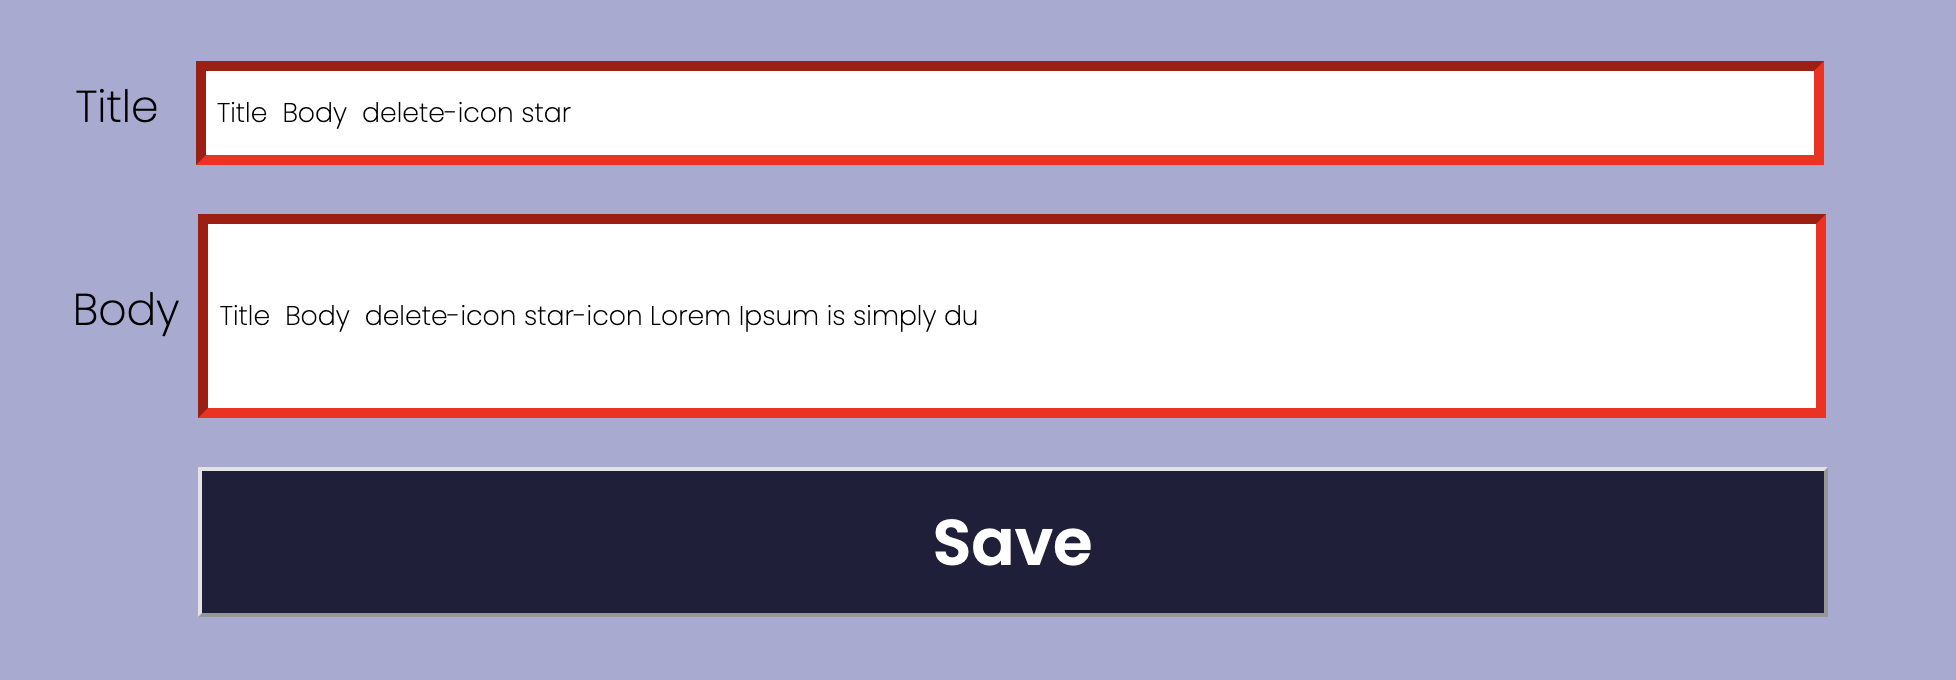 Title
Title  Body  delete-icon star
Body
Title  Body  delete-icon star-icon Lorem Ipsum is simply du
Save